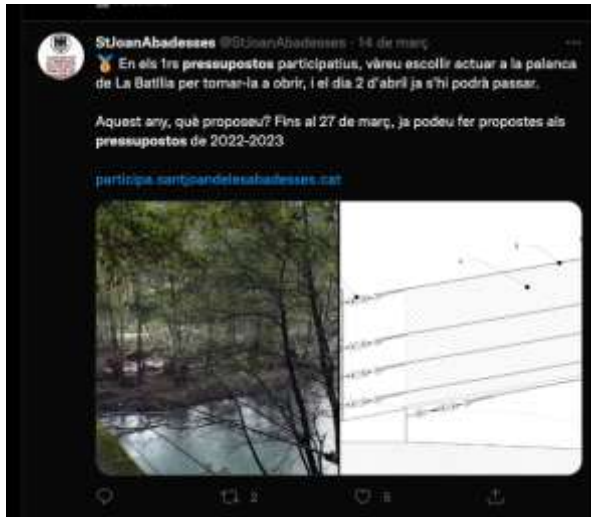 StJoanAbadesses @StJoanAbadesses · 14 de març
🏅 En els 1rs pressupostos participatius, vàreu escollir actuar a la palanca
de La Batllia per tornar-la a obrir, i el dia 2 d'abril ja s'hi podrà passar.
Aquest any, què proposeu? Fins al 27 de març, ja podeu fer propostes als
pressupostos de 2022-2023
participa.santjoandelesabadesses.cat
2